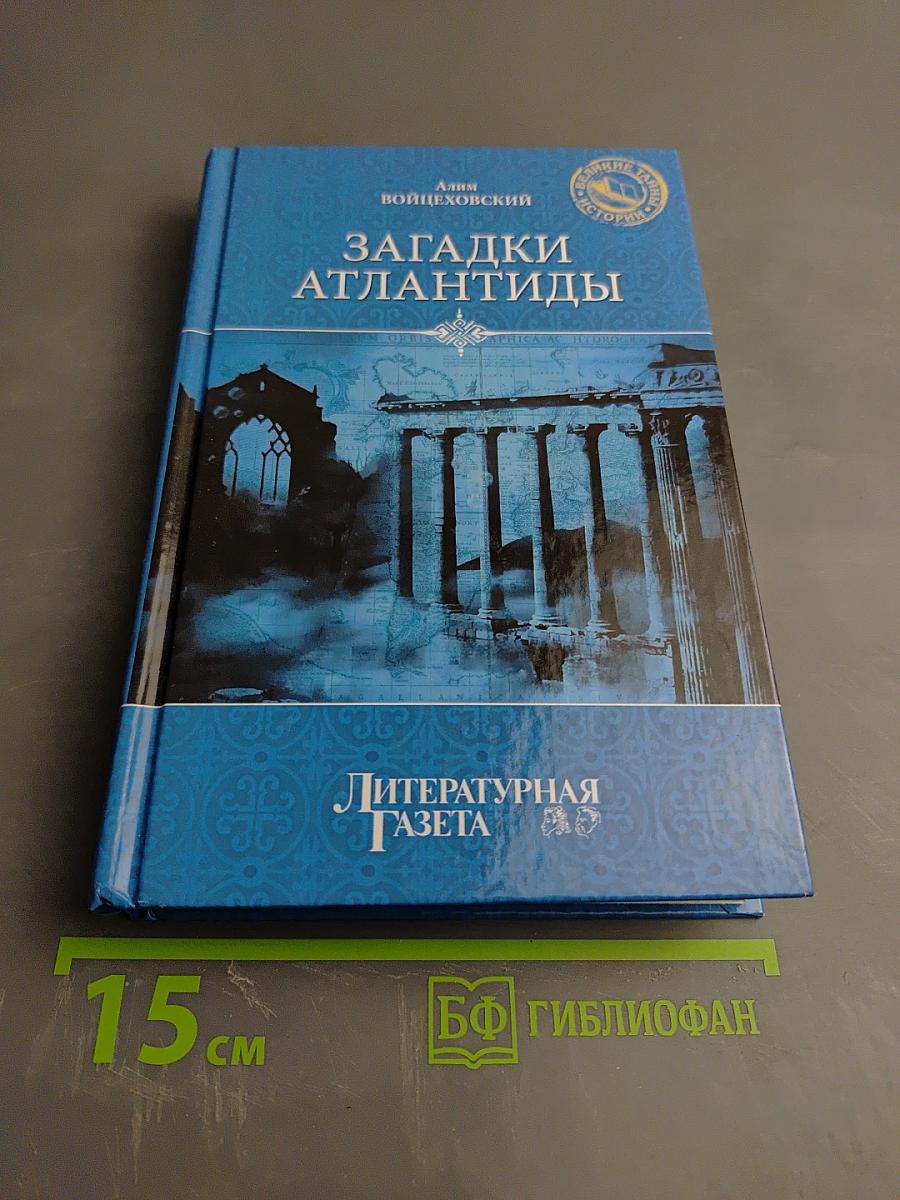 Алим
ВОЙЦЕХОВСКИЙ
ВЕЛИКИЕ ТАЙНЫ
ИСТОРИИ
ЗАГАДКИ
АТЛАНТИДЫ
ЛИТЕРАТУРНАЯ
ГАЗЕТА
15 см
БФ ГИБЛИОФАН